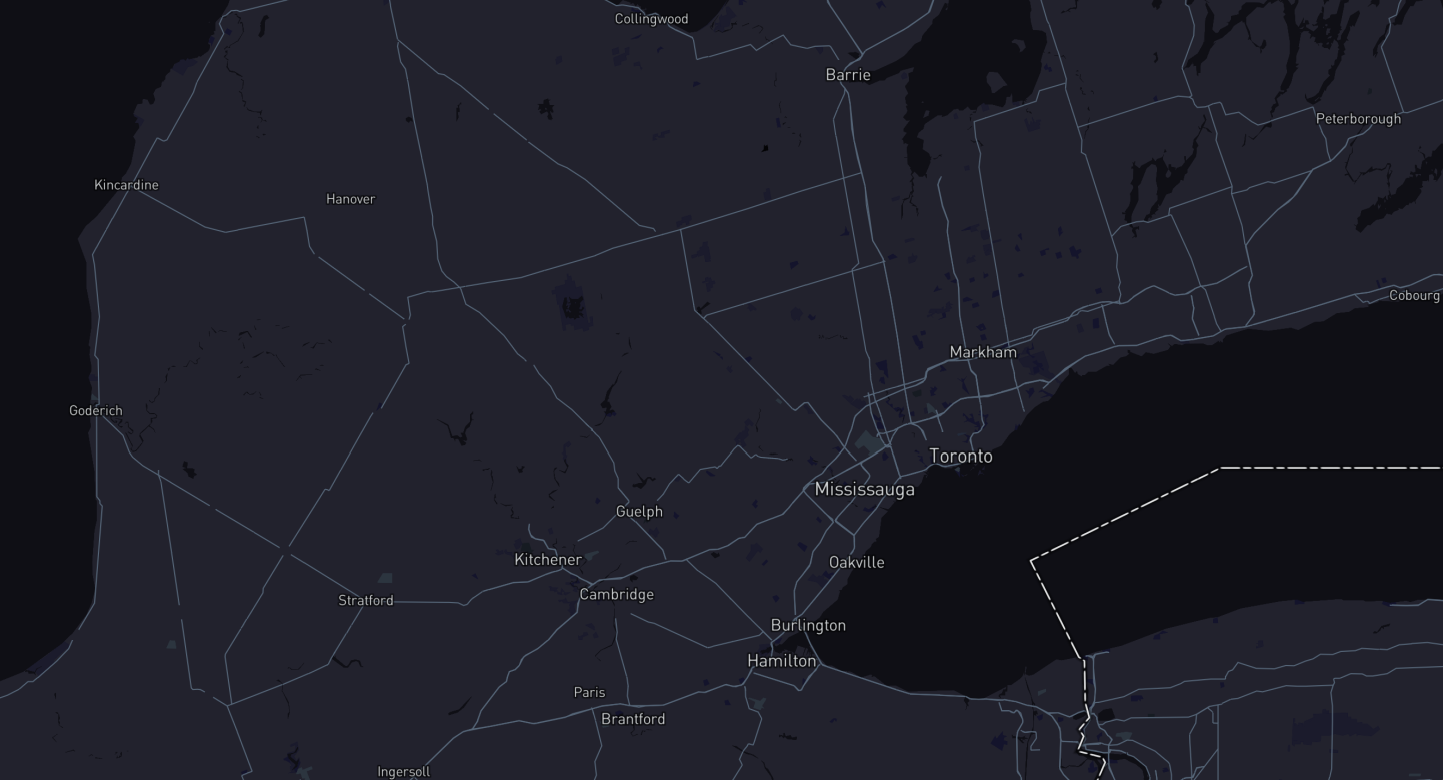 Collingwood
Barrie
Peterborough
Kincardine
Hanover
Cobourg
Markham
Goderich
Toronto
Mississauga
Guelph
Kitchener
Oakville
Cambridge
Stratford
Burlington
Hamilton
Paris
Brantford
Ingersoll